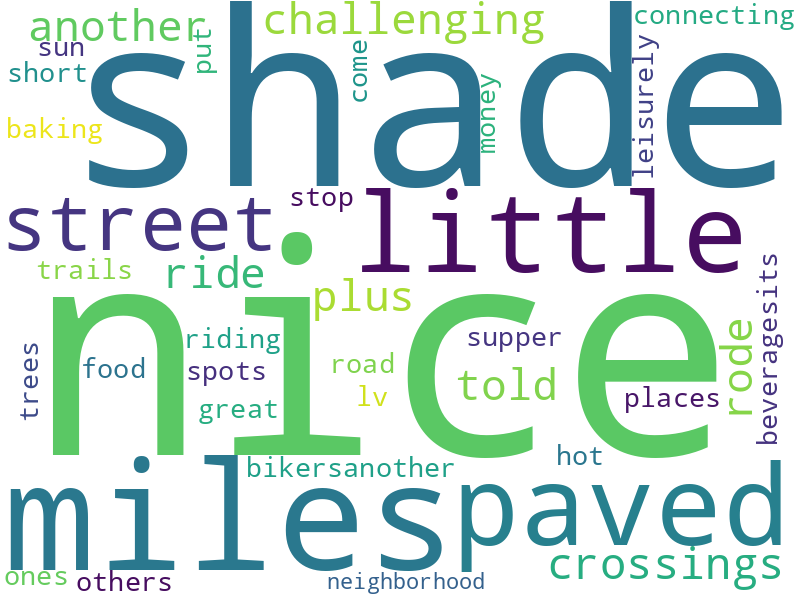 another
challenging
connecting
sun
put
come
short
shade
money
leisurely
baking
street
stop
little
trails
ride
plus
nice
trees
food
riding
spots
great
road
lv
supper
told
places
rode
beveragesits
miles
bikersanother
hot
paved
crossings
ones
others
neighborhood